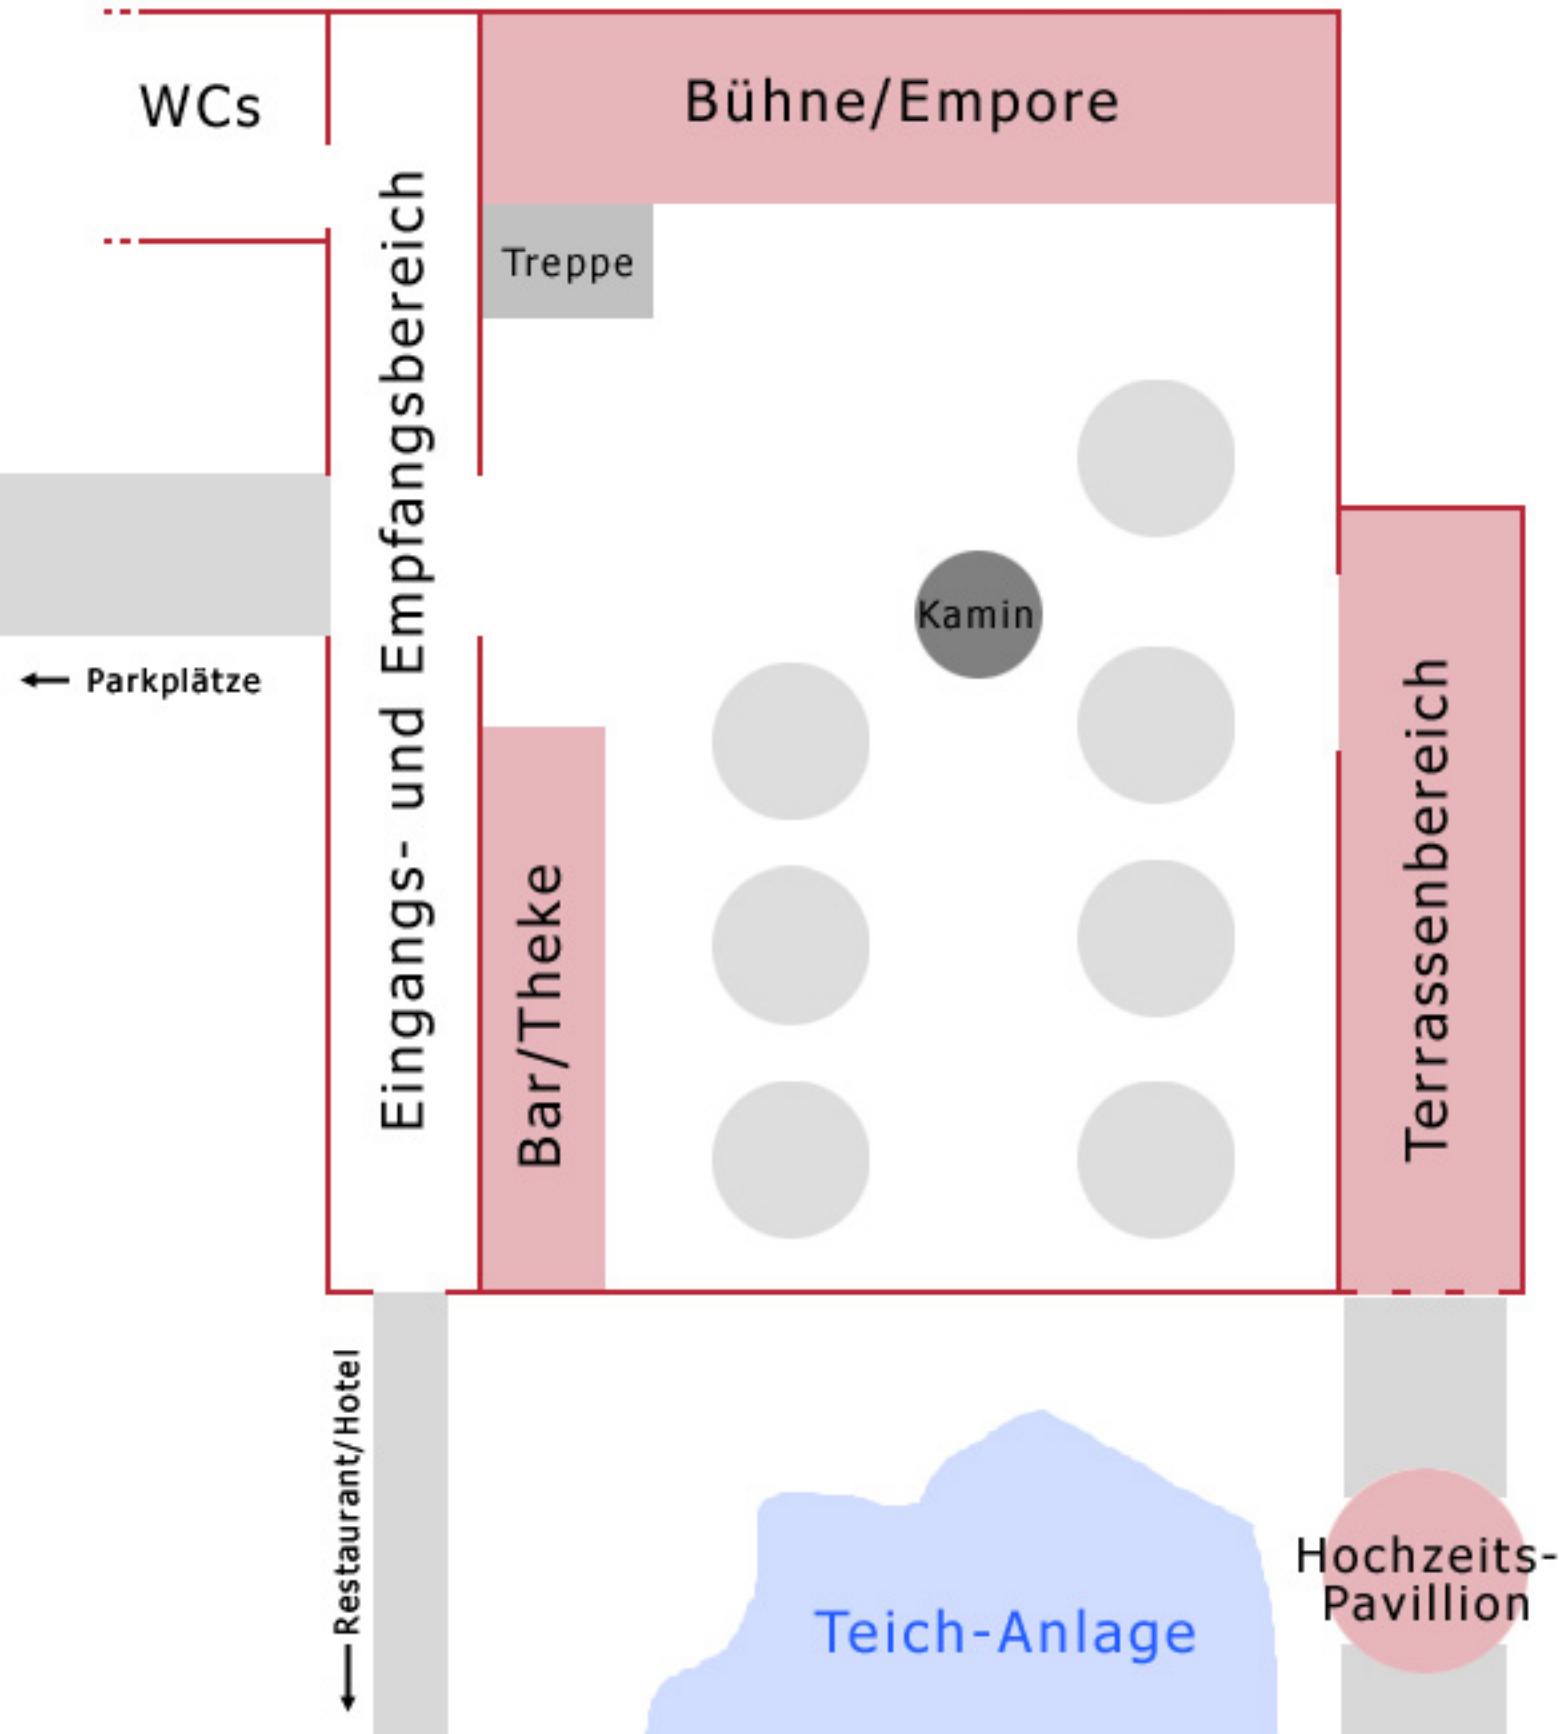 WCs
Bühne/Empore
Treppe
Eingangs- und Empfangsbereich
Kamin
← Parkplätze
Bar/Theke
Terrassenbereich
←Restaurant/Hotel
Hochzeits-
Pavillion
Teich-Anlage